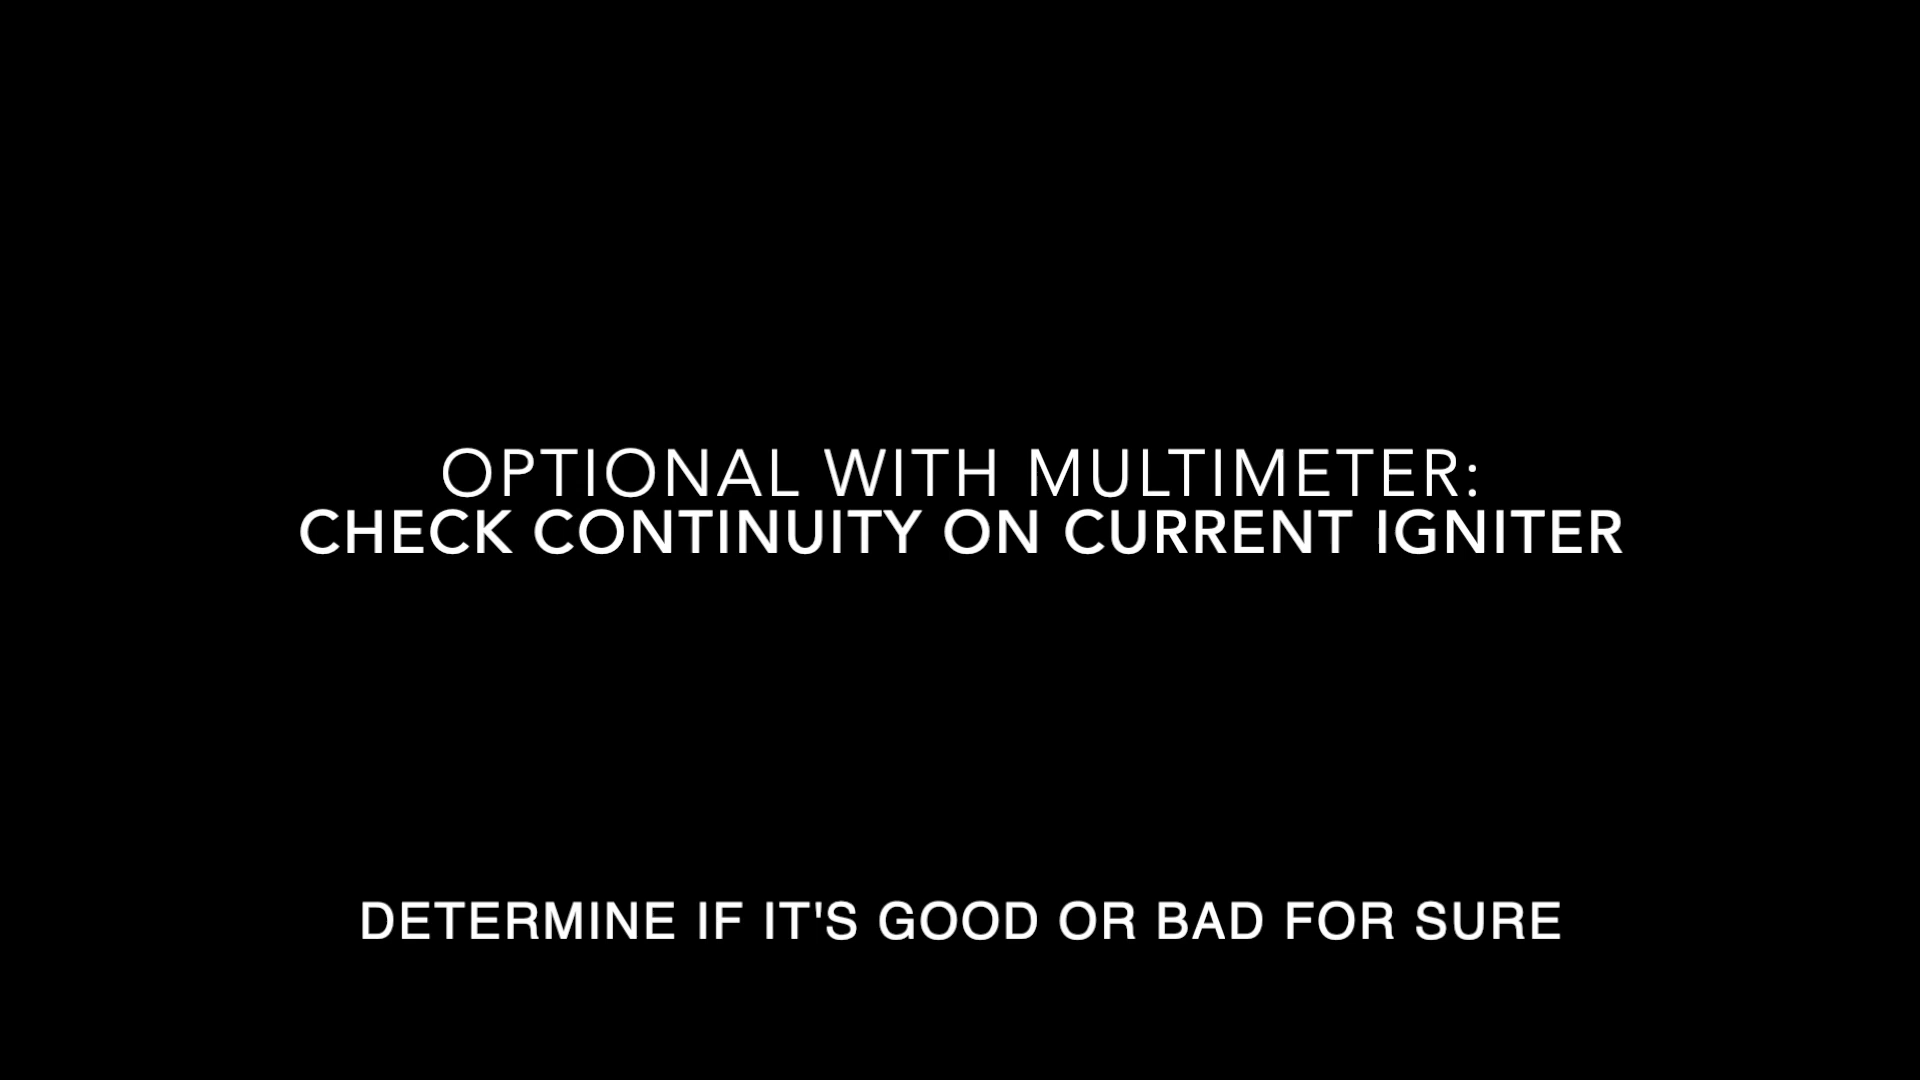 OPTIONAL WITH MULTIMETER:
CHECK CONTINUITY ON CURRENT IGNITER
DETERMINE IF IT'S GOOD OR BAD FOR SURE